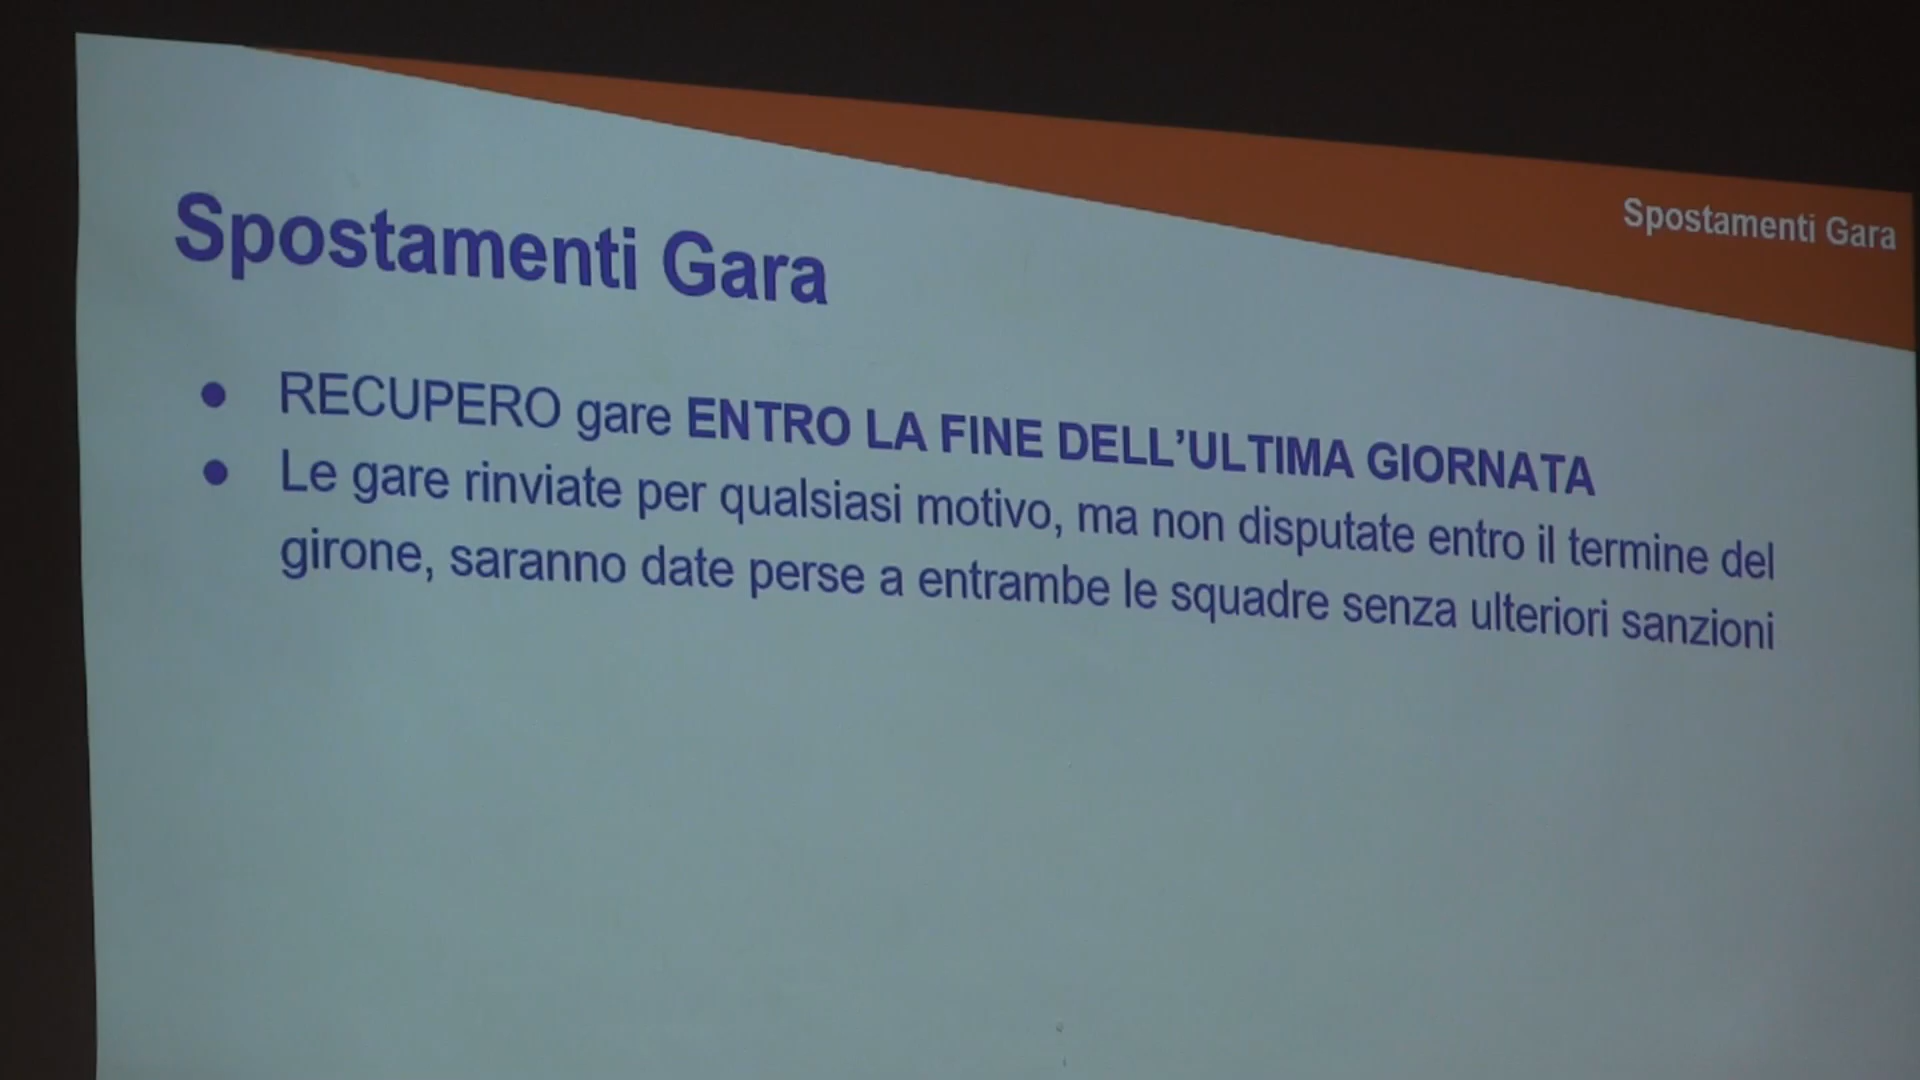 Spostamenti Gara
Spostamenti Gara
● RECUPERO gare ENTRO LA FINE DELL'ULTIMA GIORNATA
● Le gare rinviate per qualsiasi motivo, ma non disputate entro il termine del
girone, saranno date perse a entrambe le squadre senza ulteriori sanzioni